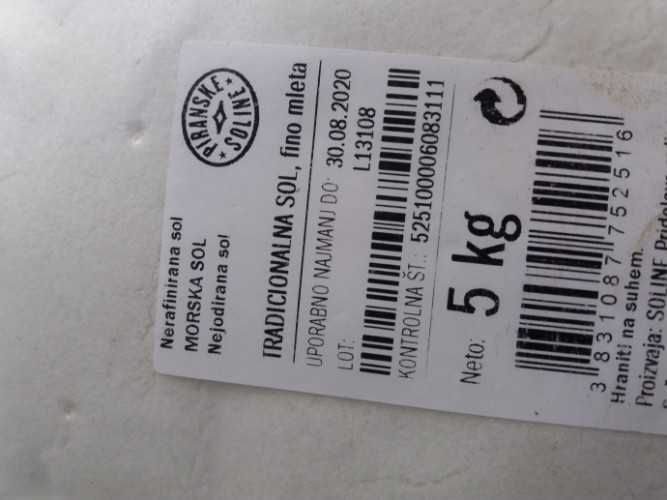 PIRANSKE SOLINE
Nerafinirana sol
MORSKA SOL
Nejodirana sol
TRADICIONALNA SOL, fino mleta
UPORABNO NAJMANJ DO: 30.08.2020
LOT: L13108
KONTROLNA ŠT.: 5251000006083111
Neto: 5 kg
3 831087 752516
Hraniti na suhem.
Proizvaja: SOLINE